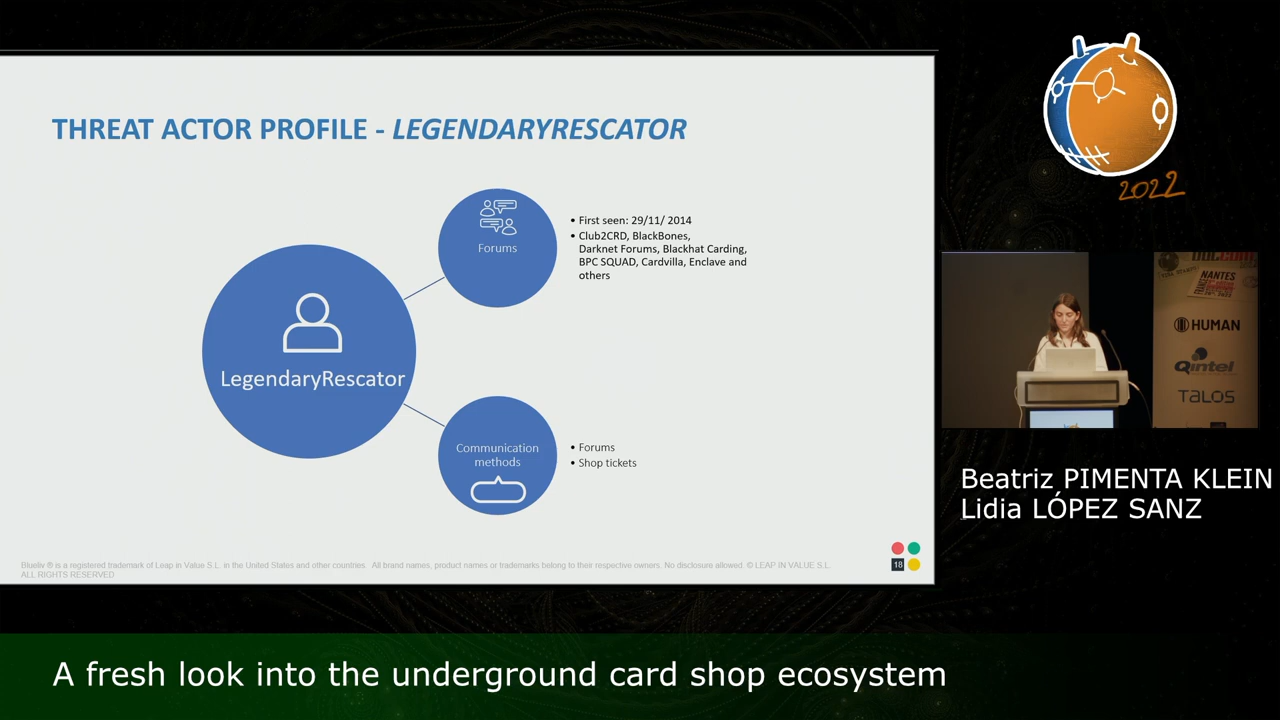 THREAT ACTOR PROFILE - LEGENDARYRESCATOR
Forums
• First seen: 29/11/ 2014
• Club2CRD, BlackBones,
Darknet Forums, Blackhat Carding,
BPC SQUAD, Cardvilla, Enclave and
others
LegendaryRescator
Communication
methods
• Forums
• Shop tickets
Blueliv ® is a registered trademark of Leap in Value S.L. in the United States and other countries. All brand names, product names or trademarks belong to their respective owners. No disclosure allowed. © LEAP IN VALUE S.L.
ALL RIGHTS RESERVED
18
2022
NANTES
HUMAN
Qintel
TALOS
Beatriz PIMENTA KLEIN
Lidia LÓPEZ SANZ
A fresh look into the underground card shop ecosystem